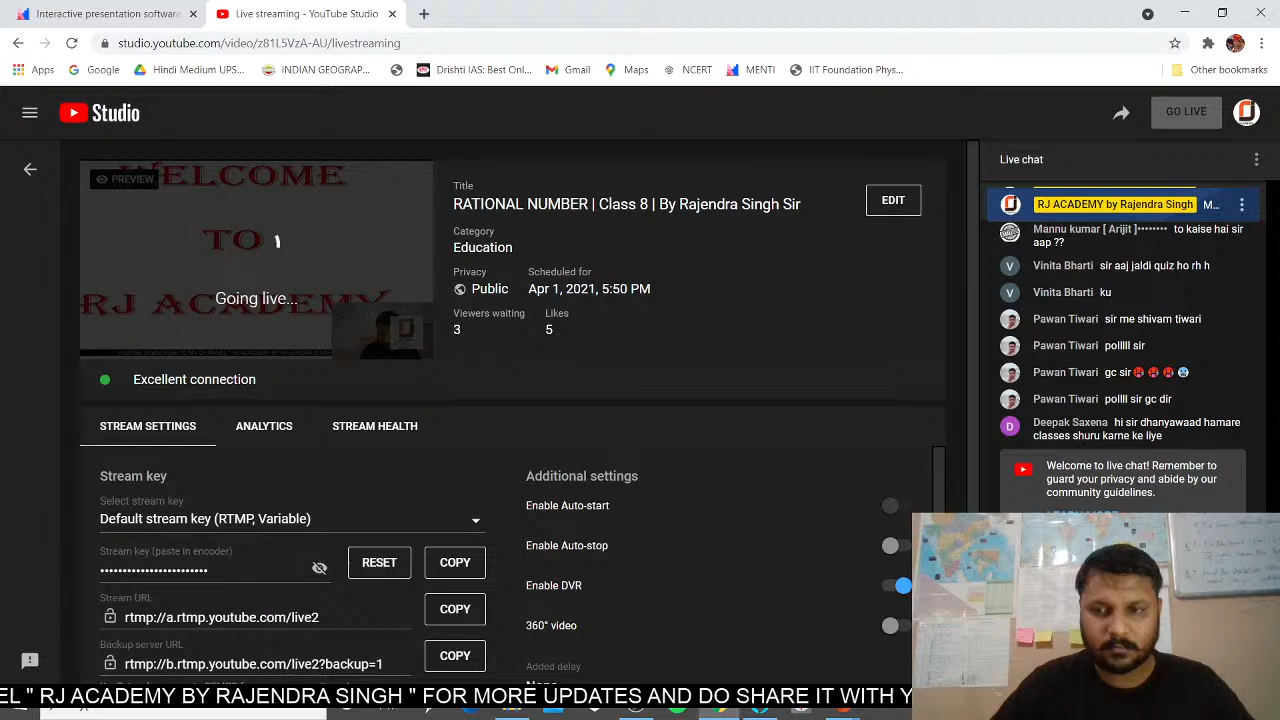 Interactive presentation software
Live streaming - YouTube Studio
studio.youtube.com/video/z81L5VzA-AU/livestreaming
Apps
Google
Hindi Medium UPS...
INDIAN GEOGRAP...
Drishti IAS: Best Onl...
Gmail
Maps
NCERT
MENTI
IIT Foundation Phys...
Other bookmarks
Studio
GO LIVE
PREVIEW
WELCOME
TO
RJ ACADEMY
Going live...
Title
RATIONAL NUMBER | Class 8 | By Rajendra Singh Sir
EDIT
Category
Education
Privacy
Public
Scheduled for
Apr 1, 2021, 5:50 PM
Viewers waiting
3
Likes
5
Excellent connection
STREAM SETTINGS
ANALYTICS
STREAM HEALTH
Stream key
Select stream key
Default stream key (RTMP, Variable)
Stream key (paste in encoder)
••••••••••••••••••••••••
RESET
COPY
Stream URL
rtmp://a.rtmp.youtube.com/live2
COPY
Backup server URL
rtmp://b.rtmp.youtube.com/live2?backup=1
COPY
Additional settings
Enable Auto-start
Enable Auto-stop
Enable DVR
360° video
Added delay
Live chat
RJ ACADEMY by Rajendra Singh M...
Mannu kumar [ Arijit ]•••••••• to kaise hai sir
aap ??
Vinita Bharti sir aaj jaldi quiz ho rh h
Vinita Bharti ku
Pawan Tiwari sir me shivam tiwari
Pawan Tiwari polllll sir
Pawan Tiwari gc sir
Pawan Tiwari pollll sir gc dir
Deepak Saxena hi sir dhanyawaad hamare
classes shuru karne ke llye
Welcome to live chat! Remember to
guard your privacy and abide by our
community guidelines.
" RJ ACADEMY BY RAJENDRA SINGH " FOR MORE UPDATES AND DO SHARE IT WITH